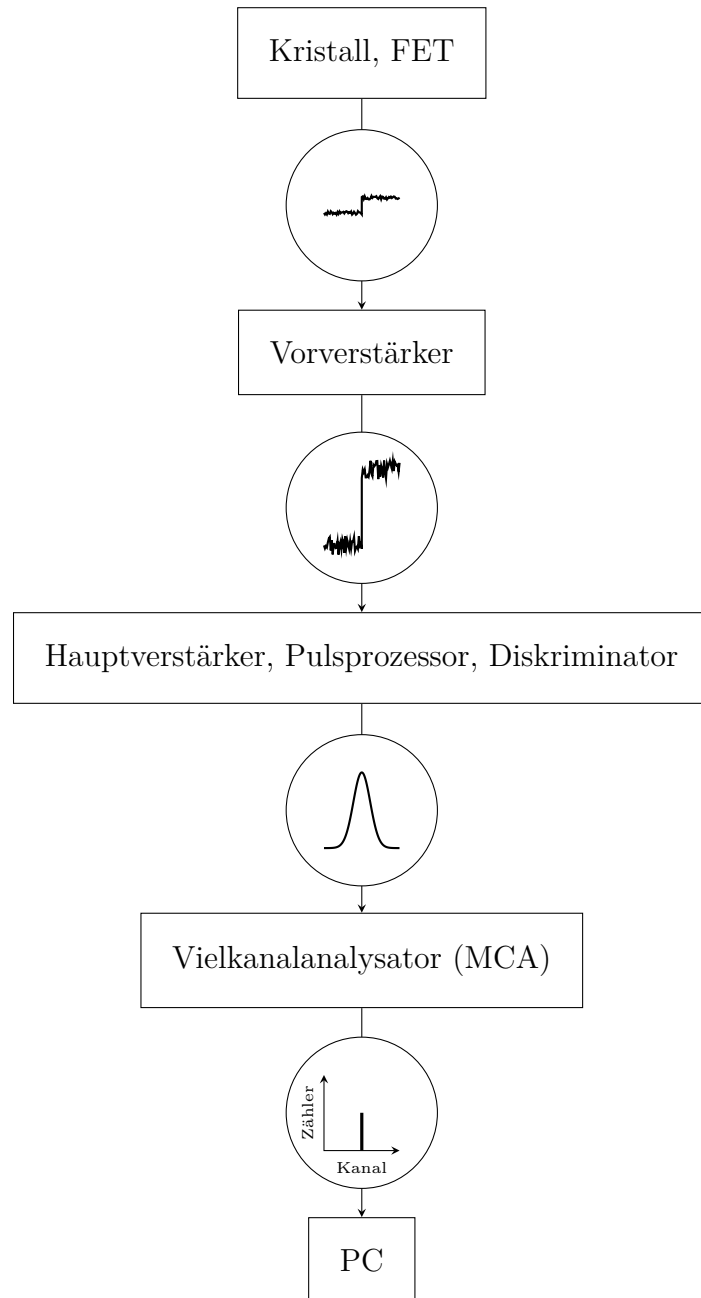 Kristall, FET
Vorverstärker
Hauptverstärker, Pulsprozessor, Diskriminator
Vielkanalanalysator (MCA)
Zähler
Kanal
PC